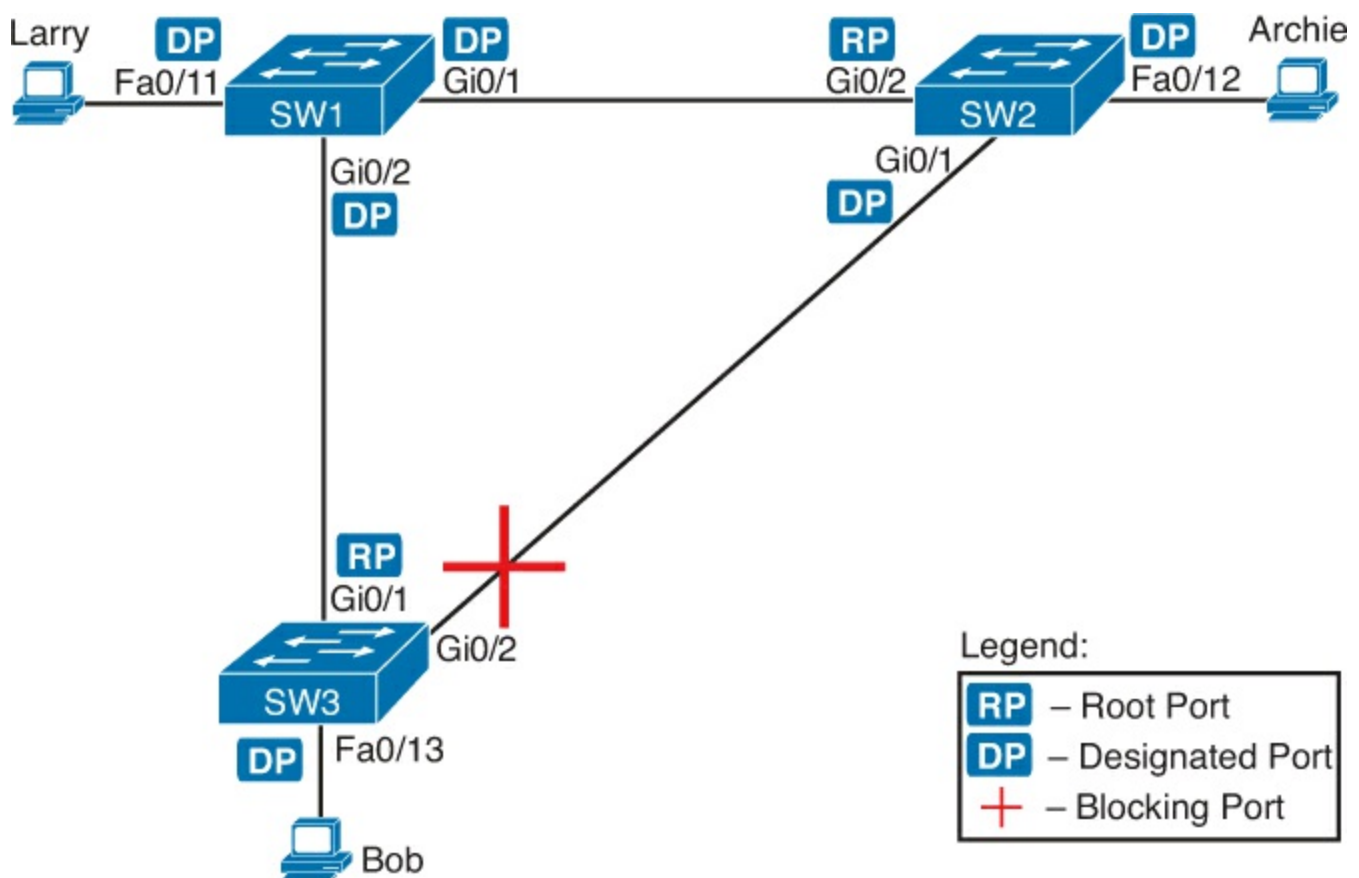 Larry
DP
DP
RP
DP
Archie
Fa0/11
Gi0/1
Gi0/2
Fa0/12
SW1
SW2
Gi0/2
DP
Gi0/1
DP
RP
Gi0/1
Gi0/2
SW3
DP
Fa0/13
Bob
Legend:
RP – Root Port
DP – Designated Port
– Blocking Port